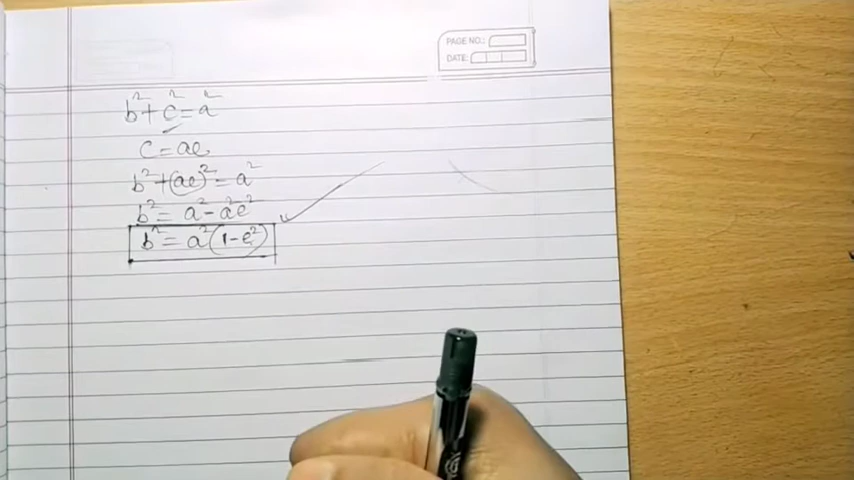 PAGE NO.:
DATE:
b² + c² = a²
c = ae
b² + (ae)² = a²
b² = a² - a²e²
b² = a²(1-e²)